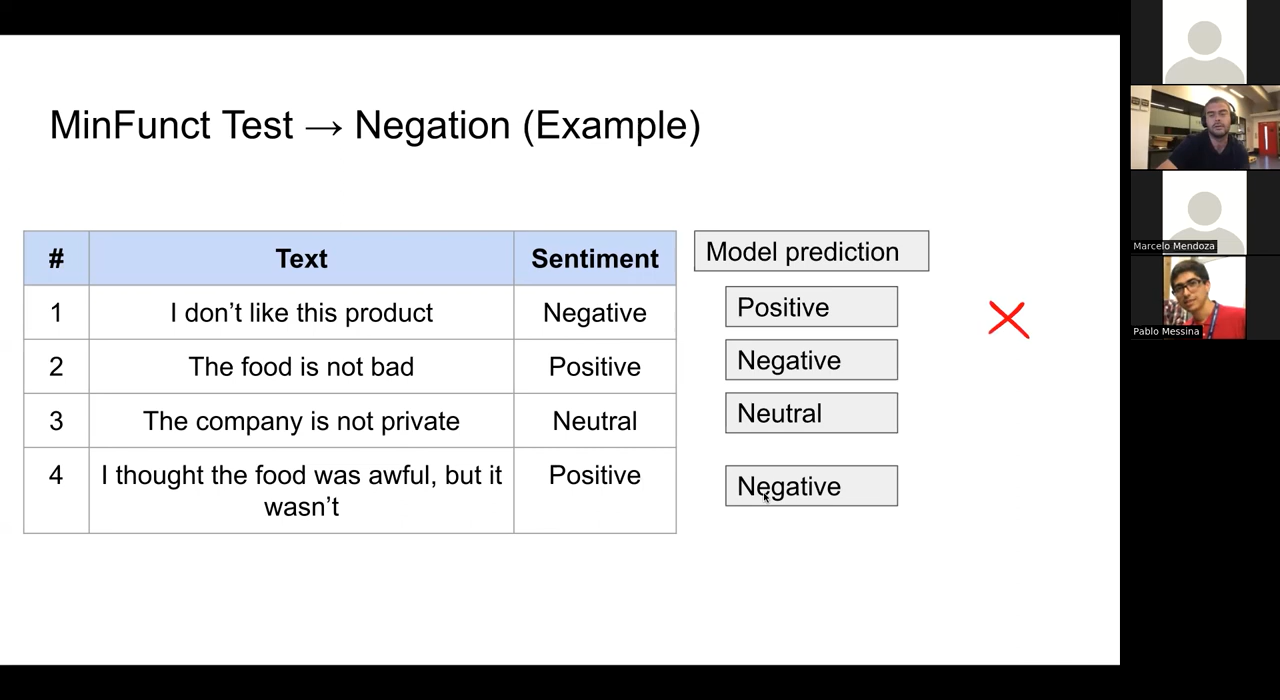 MinFunct Test → Negation (Example)
# Text Sentiment Model prediction
1 I don’t like this product Negative Positive
2 The food is not bad Positive Negative
3 The company is not private Neutral Neutral
4 I thought the food was awful, but it Positive Negative
wasn’t
Marcelo Mendoza
Pablo Messina